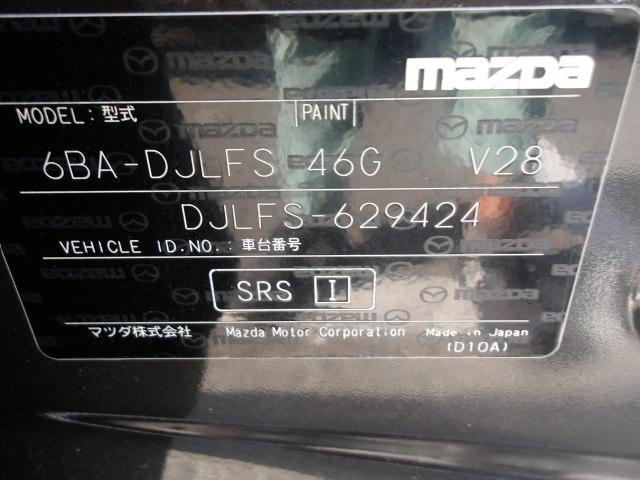 mazda
MODEL: 型式 PAINT
6BA-DJLFS 46G V28
DJLFS-629424
VEHICLE ID.NO.: 車台番号
SRS I
マツダ株式会社 Mazda Motor Corporation Made in Japan
(D10A)